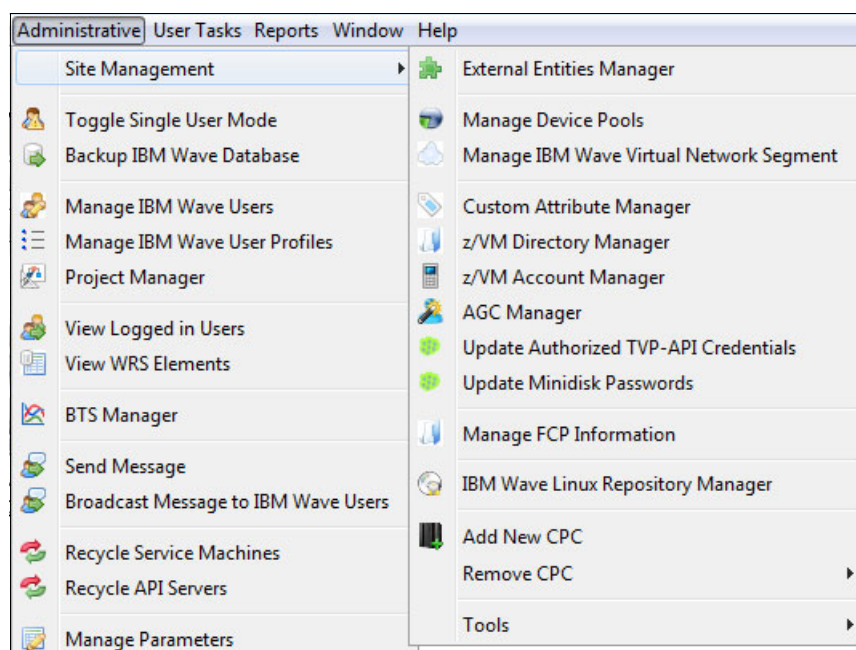 Administrative User Tasks Reports Window Help
Site Management
Toggle Single User Mode
Backup IBM Wave Database
Manage IBM Wave Users
Manage IBM Wave User Profiles
Project Manager
View Logged in Users
View WRS Elements
BTS Manager
Send Message
Broadcast Message to IBM Wave Users
Recycle Service Machines
Recycle API Servers
Manage Parameters
External Entities Manager
Manage Device Pools
Manage IBM Wave Virtual Network Segment
Custom Attribute Manager
z/VM Directory Manager
z/VM Account Manager
AGC Manager
Update Authorized TVP-API Credentials
Update Minidisk Passwords
Manage FCP Information
IBM Wave Linux Repository Manager
Add New CPC
Remove CPC
Tools